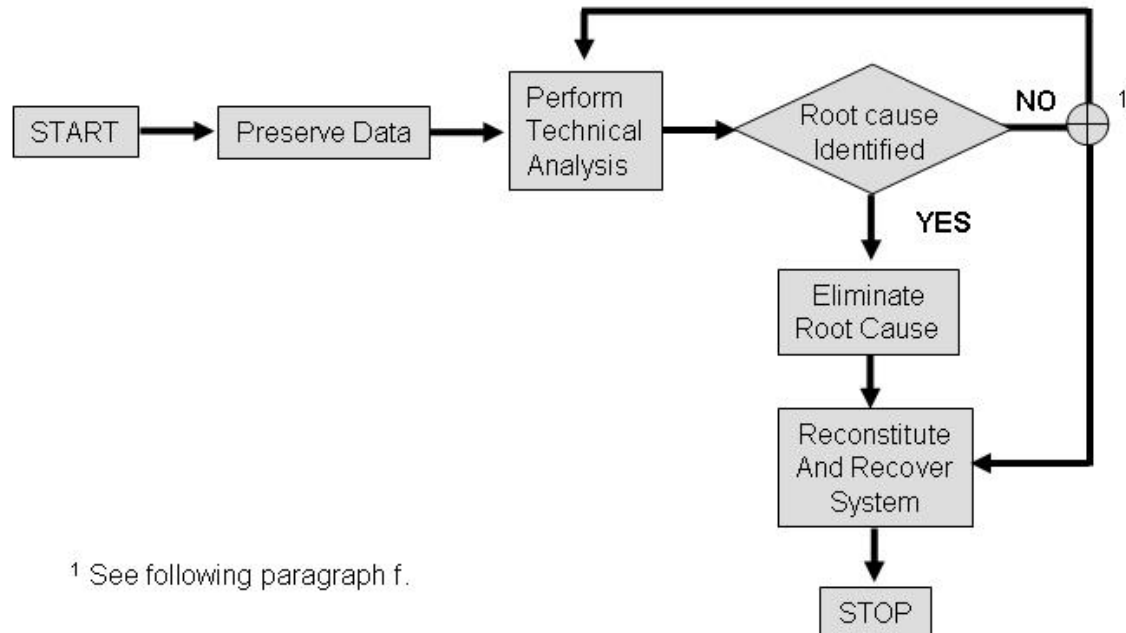 START
Preserve Data
Perform
Technical
Analysis
Root cause
Identified
NO
1
YES
Eliminate
Root Cause
Reconstitute
And Recover
System
STOP
1 See following paragraph f.